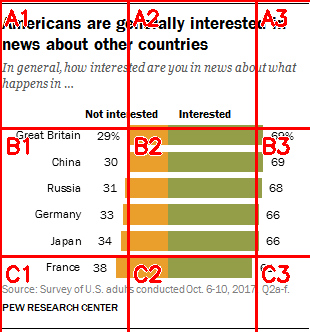 Americans are generally interested in
news about other countries
In general, how interested are you in news about what
happens in ...
Not interested Interested
Great Britain 29% 69%
China 30 69
Russia 31 68
Germany 33 66
Japan 34 66
France 38
Source: Survey of U.S. adults conducted Oct. 6-10, 2017. Q2a-f.
PEW RESEARCH CENTER
A1 A2 A3
B1 B2 B3
C1 C2 C3